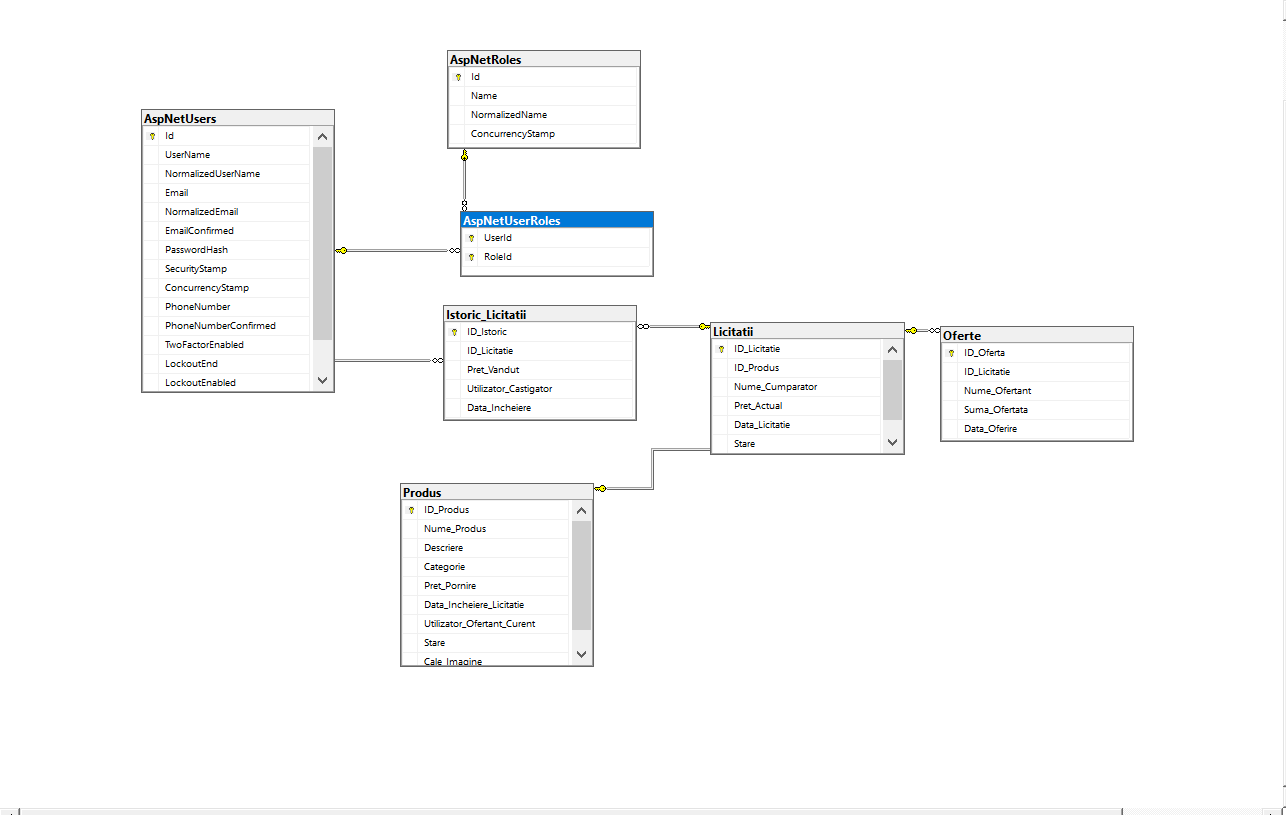 AspNetRoles
Id
Name
NormalizedName
ConcurrencyStamp
AspNetUsers
Id
UserName
NormalizedUserName
Email
NormalizedEmail
EmailConfirmed
PasswordHash
SecurityStamp
ConcurrencyStamp
PhoneNumber
PhoneNumberConfirmed
TwoFactorEnabled
LockoutEnd
LockoutEnabled
AspNetUserRoles
UserId
RoleId
Istoric_Licitatii
ID_Istoric
ID_Licitatie
Pret_Vandut
Utilizator_Castigator
Data_Incheiere
Licitatii
ID_Licitatie
ID_Produs
Nume_Cumparator
Pret_Actual
Data_Licitatie
Stare
Oferte
ID_Oferta
ID_Licitatie
Nume_Ofertant
Suma_Ofertata
Data_Oferire
Produs
ID_Produs
Nume_Produs
Descriere
Categorie
Pret_Pornire
Data_Incheiere_Licitatie
Utilizator_Ofertant_Curent
Stare
Cale_Imagine